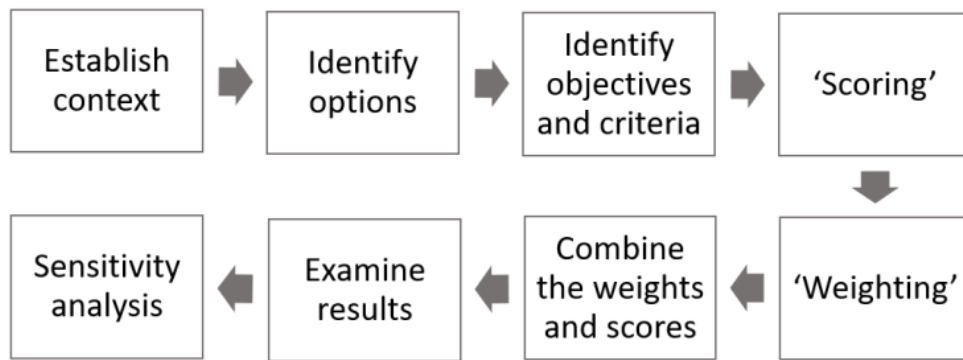 Establish
context
Identify
options
Identify
objectives
and criteria
‘Scoring’
‘Weighting’
Combine
the weights
and scores
Examine
results
Sensitivity
analysis